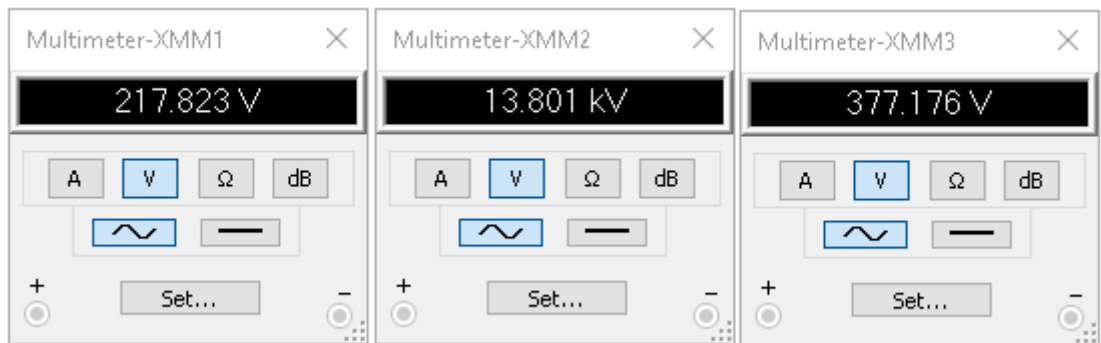 Multimeter-XMM1
217.823 V
A V Ω dB
+ Set... −
Multimeter-XMM2
13.801 kV
A V Ω dB
+ Set... −
Multimeter-XMM3
377.176 V
A V Ω dB
+ Set... −